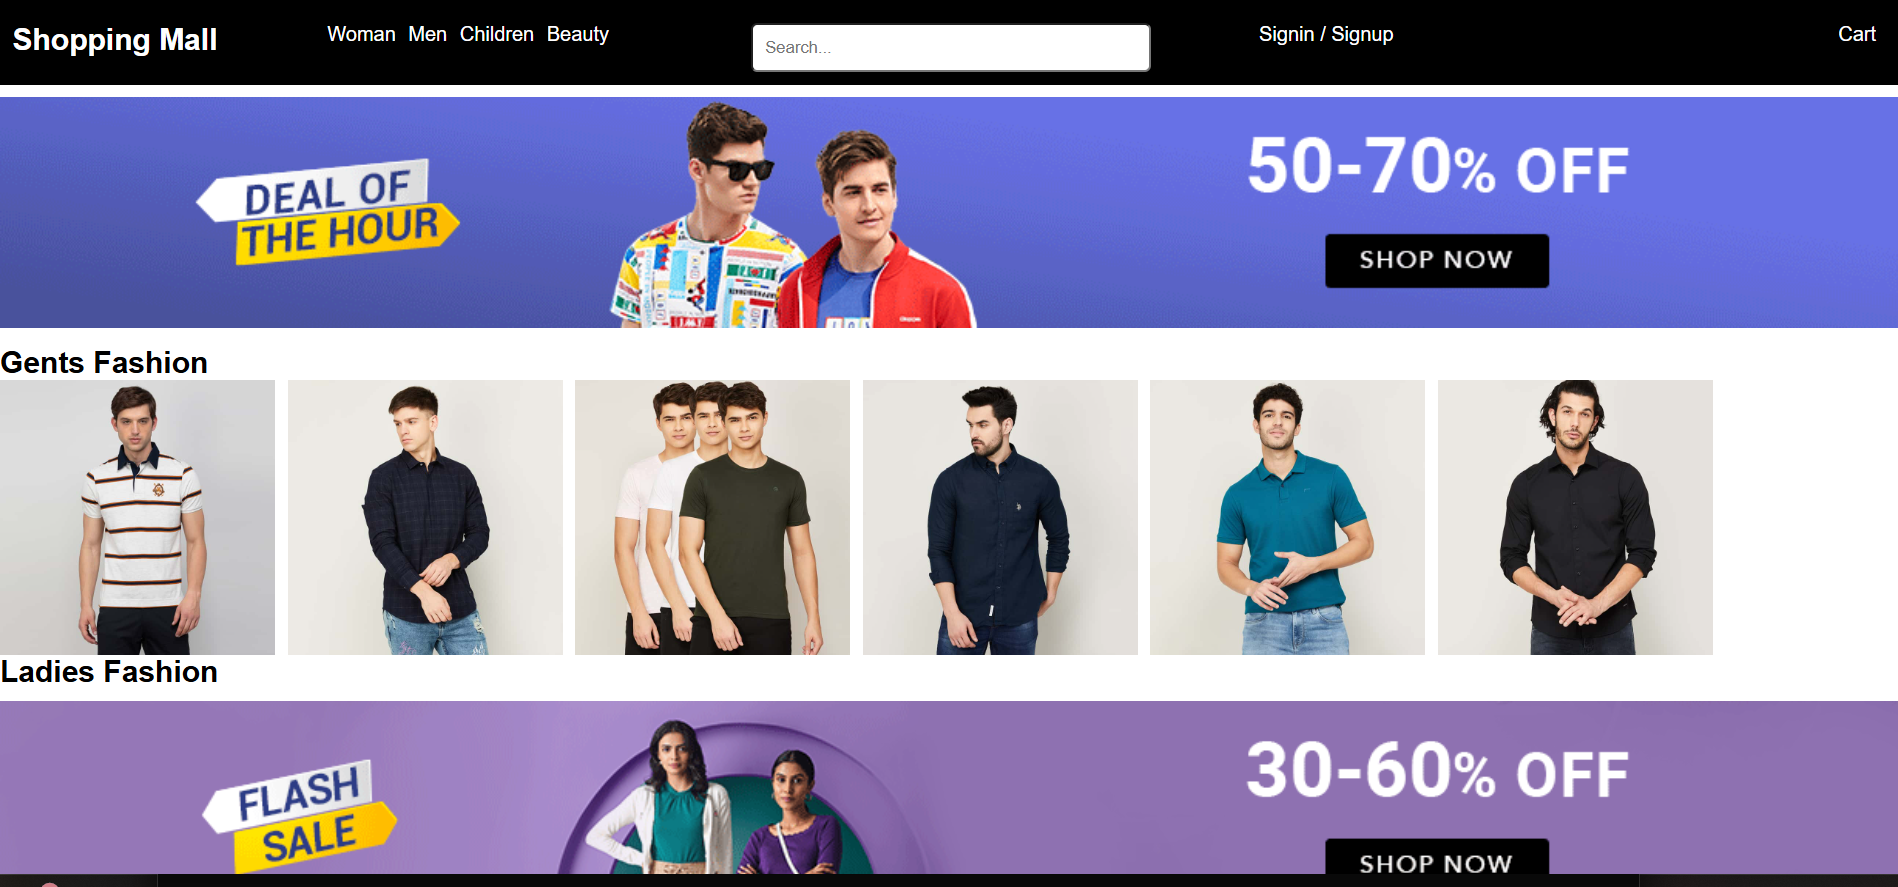 Shopping Mall
Woman Men Children Beauty
Search...
Signin / Signup
Cart
DEAL OF
THE HOUR
50-70% OFF
SHOP NOW
Gents Fashion
Ladies Fashion
FLASH
SALE
30-60% OFF
SHOP NOW